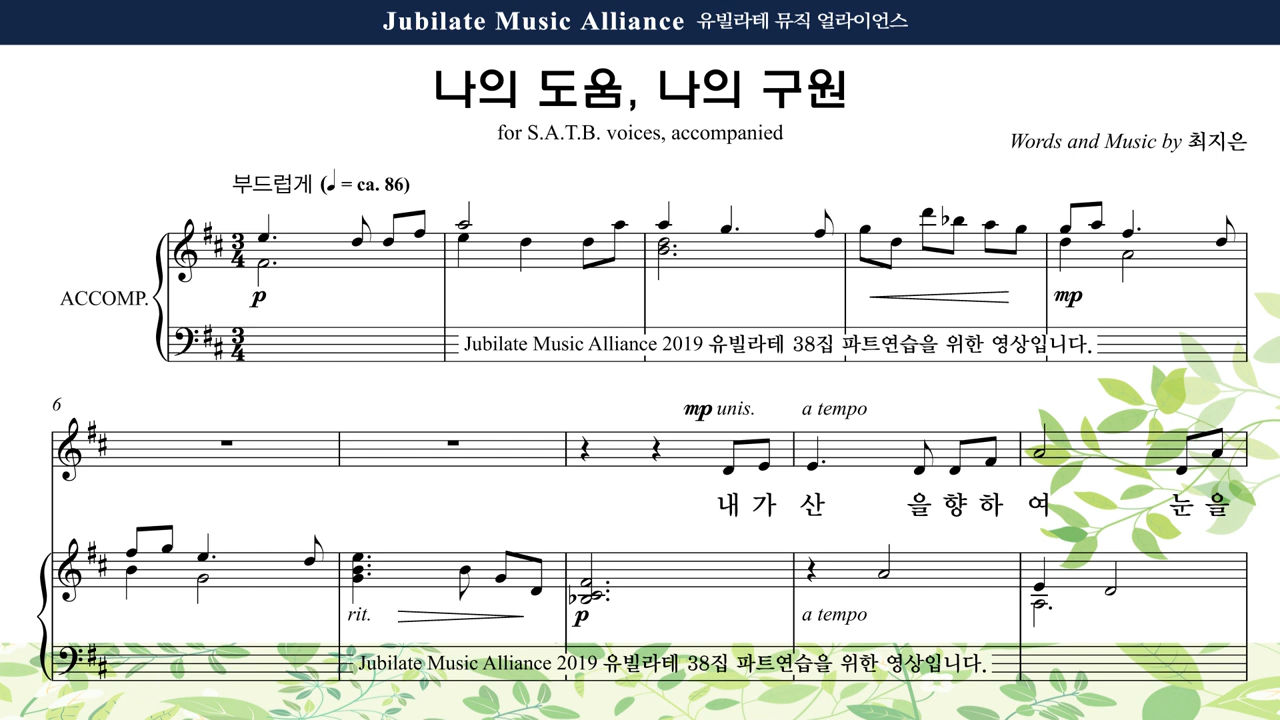 Jubilate Music Alliance 유빌라테 뮤직 얼라이언스
나의 도움, 나의 구원
for S.A.T.B. voices, accompanied
Words and Music by 최지은
부드럽게 (♩ = ca. 86)
3 4
p
mp
ACCOMP.
3 4
Jubilate Music Alliance 2019 유빌라테 38집 파트연습을 위한 영상입니다.
6
mp unis.
a tempo
내 가 산 을 향 하 여 눈 을
rit.
p
a tempo
Jubilate Music Alliance 2019 유빌라테 38집 파트연습을 위한 영상입니다.